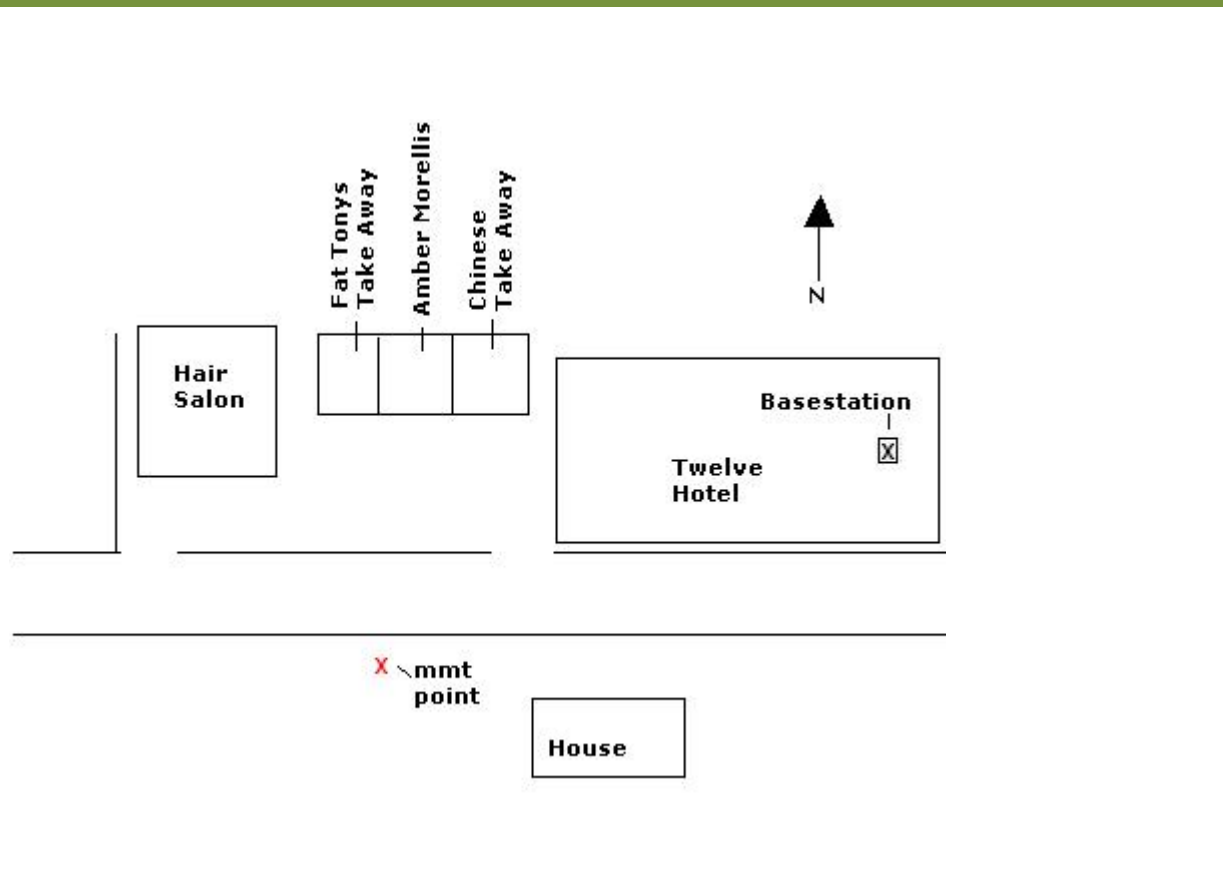 Fat Tonys
Take Away
Amber Morellis
Chinese
Take Away
N
Hair
Salon
Basestation
X
Twelve
Hotel
X
mmt
point
House